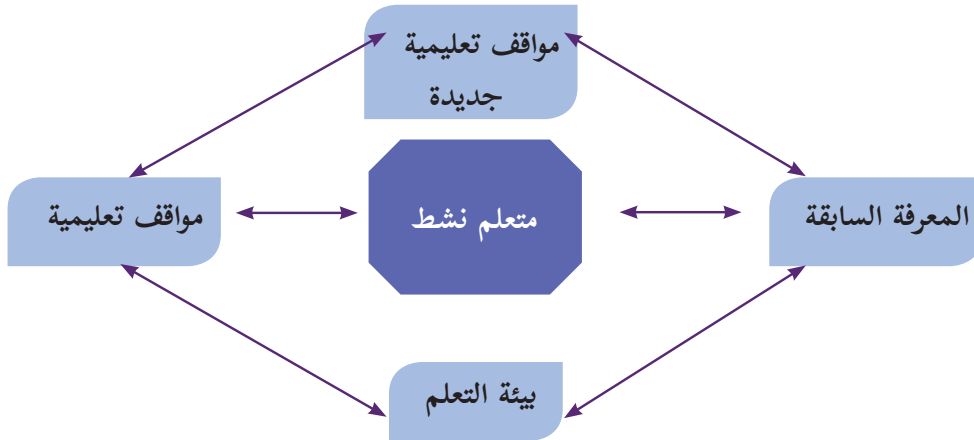 مواقف تعليمية
جديدة
المعرفة السابقة
متعلم نشط
مواقف تعليمية
بيئة التعلم